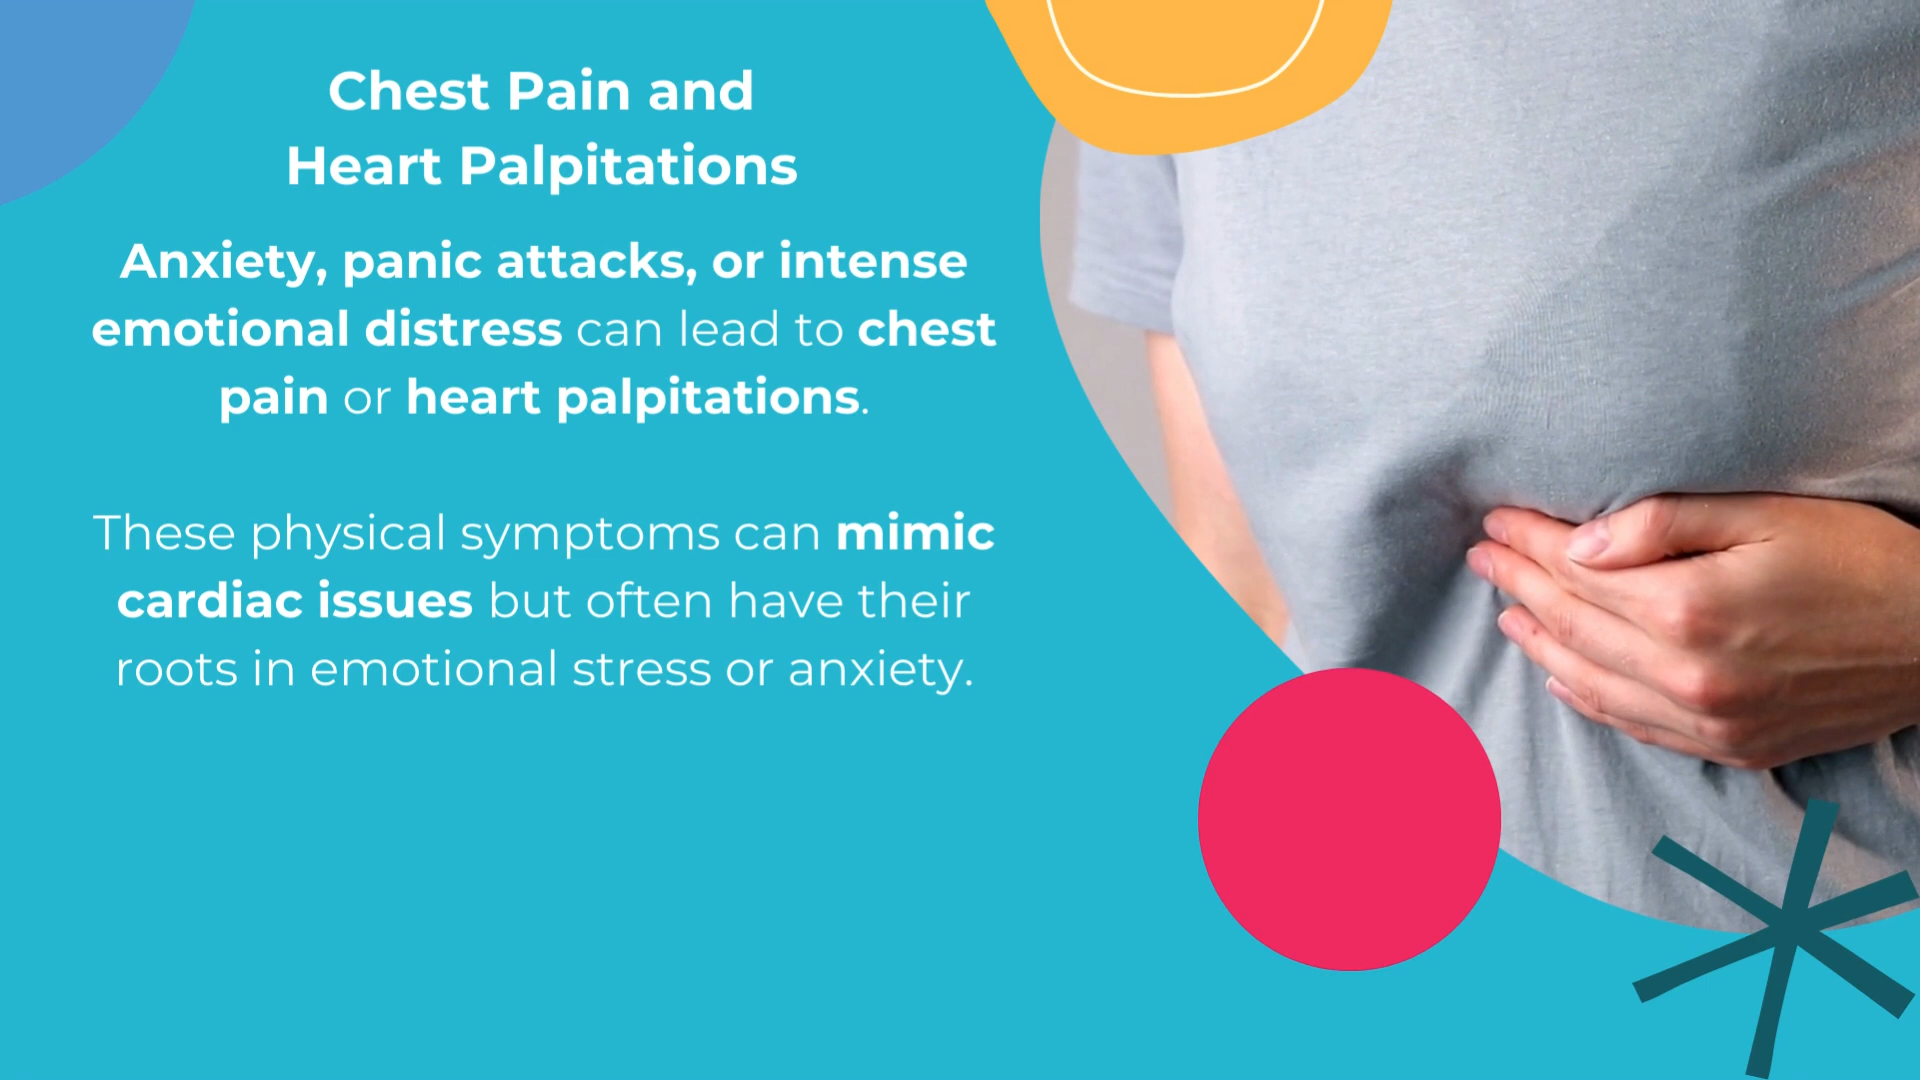 Chest Pain and
Heart Palpitations
Anxiety, panic attacks, or intense
emotional distress can lead to chest
pain or heart palpitations.
These physical symptoms can mimic
cardiac issues but often have their
roots in emotional stress or anxiety.